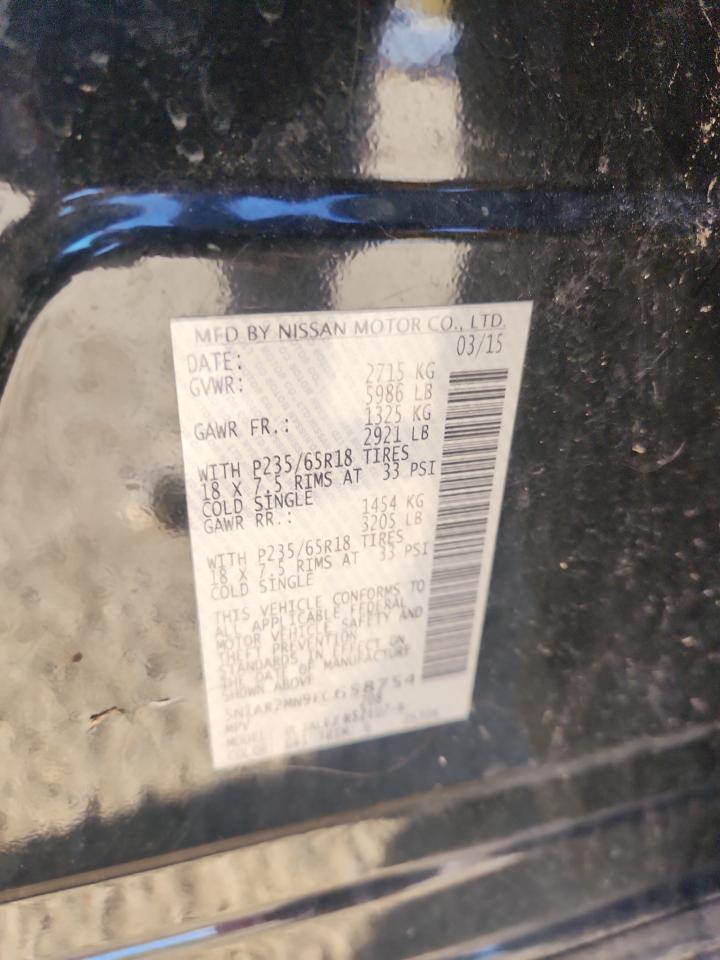 MFD BY NISSAN MOTOR CO., LTD.
DATE: 03/15
GVWR: 2715 KG
5986 LB
GAWR FR.: 1325 KG
2921 LB
WITH P235/65R18 TIRES
18 X 7.5 RIMS AT 33 PSI
COLD SINGLE
GAWR RR.: 1454 KG
3205 LB
WITH P235/65R18 TIRES
18 X 7.5 RIMS AT 33 PSI
COLD SINGLE
THIS VEHICLE CONFORMS TO
ALL APPLICABLE FEDERAL
MOTOR VEHICLE SAFETY AND
THEFT PREVENTION
STANDARDS IN EFFECT ON
THE DATE OF MANUFACTURE
SHOWN ABOVE
MPV
MODEL:
COLOR: